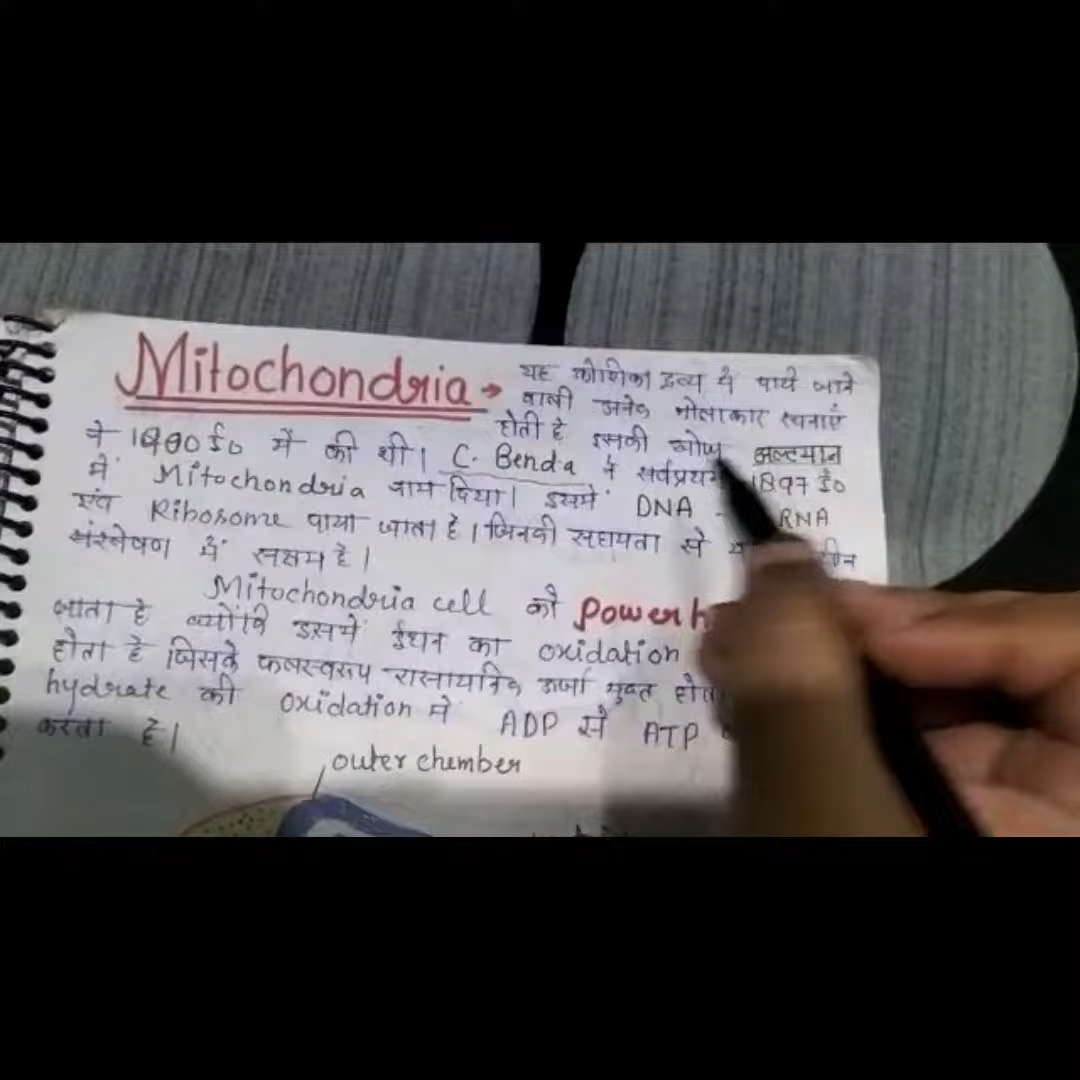 Mitochondria → यह कोशिका द्रव्य में पाये जाने
वाली अनेक गोलाकार रचनाएँ
होती है इसकी खोज अल्टमान
ने 1890 ई० में की थी। C. Benda ने सर्वप्रथम 1897 ई०
में Mitochondria नाम दिया। इसमें DNA - RNA
एवं Ribosome पाया जाता है। जिनकी सहायता से
संश्लेषण में सक्षम है।
Mitochondria cell को Power h
जाता है क्योंकि इसमें ईंधन का oxidation
होता है जिसके फलस्वरूप रासायनिक ऊर्जा मुक्त
hydrate की oxidation में ADP से ATP
करता है।
outer chember